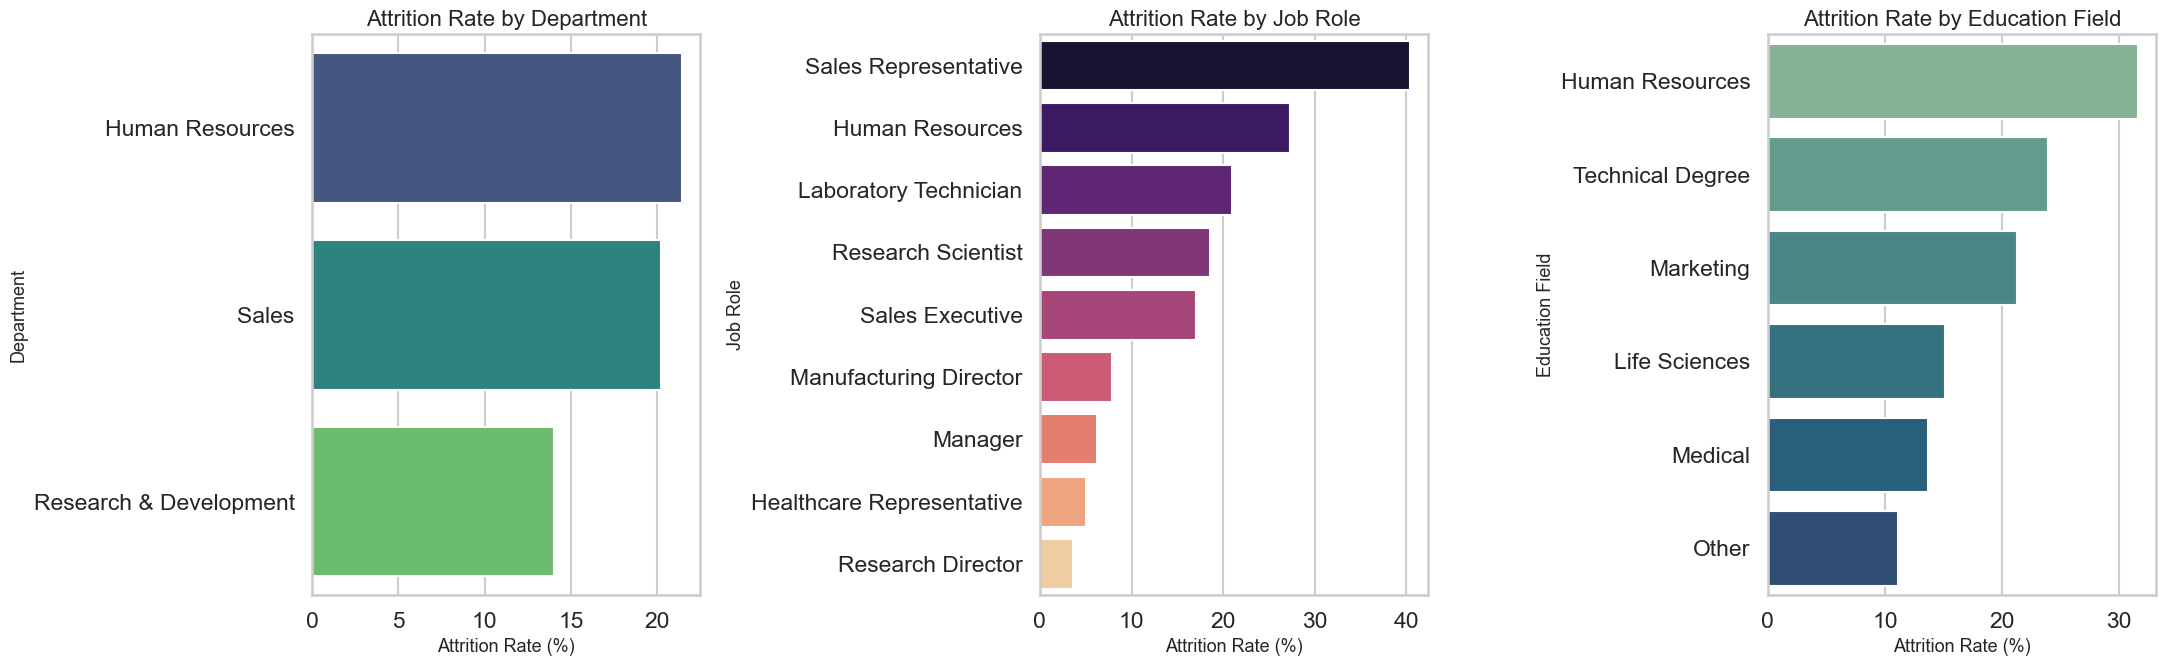 Attrition Rate by Department
Human Resources
Sales
Research & Development
Department
0 5 10 15 20
Attrition Rate (%)
Attrition Rate by Job Role
Sales Representative
Human Resources
Laboratory Technician
Research Scientist
Sales Executive
Manufacturing Director
Manager
Healthcare Representative
Research Director
Job Role
0 10 20 30 40
Attrition Rate (%)
Attrition Rate by Education Field
Human Resources
Technical Degree
Marketing
Life Sciences
Medical
Other
Education Field
0 10 20 30
Attrition Rate (%)